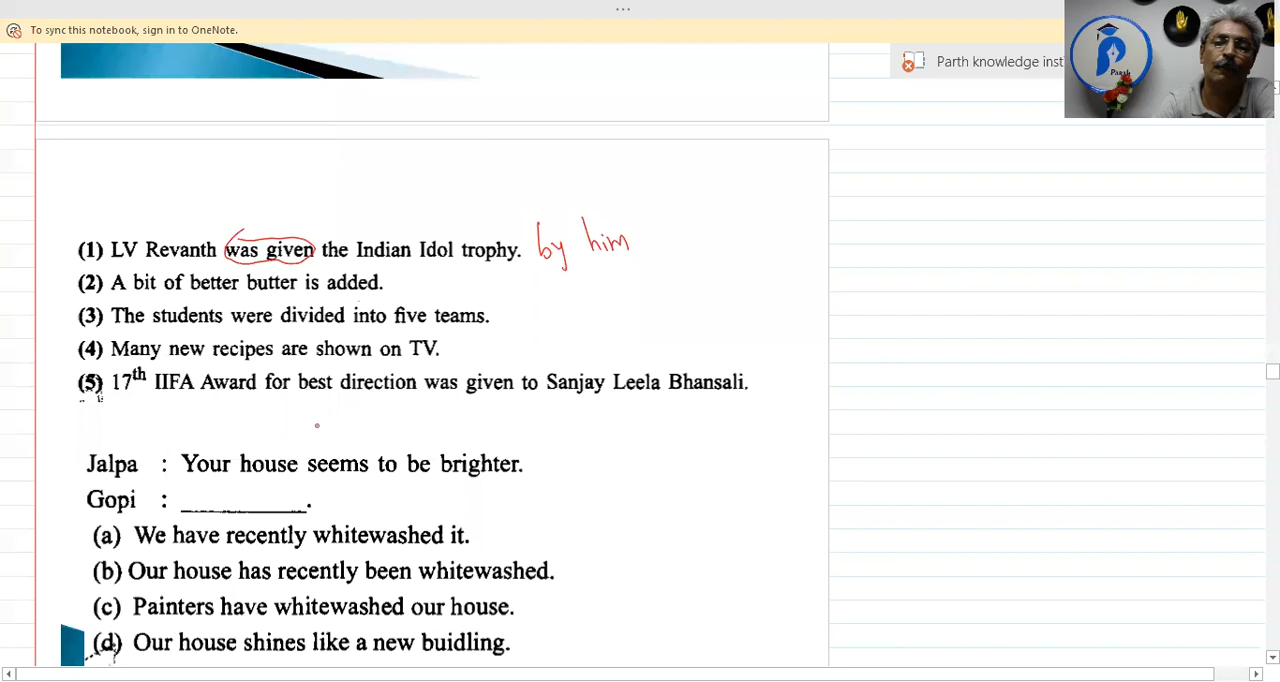 ...
To sync this notebook, sign in to OneNote.
Parth knowledge inst
Parth
(1) LV Revanth was given the Indian Idol trophy. by him
(2) A bit of better butter is added.
(3) The students were divided into five teams.
(4) Many new recipes are shown on TV.
(5) 17th IIFA Award for best direction was given to Sanjay Leela Bhansali.
Jalpa : Your house seems to be brighter.
Gopi : __________.
(a) We have recently whitewashed it.
(b) Our house has recently been whitewashed.
(c) Painters have whitewashed our house.
(d) Our house shines like a new buidling.